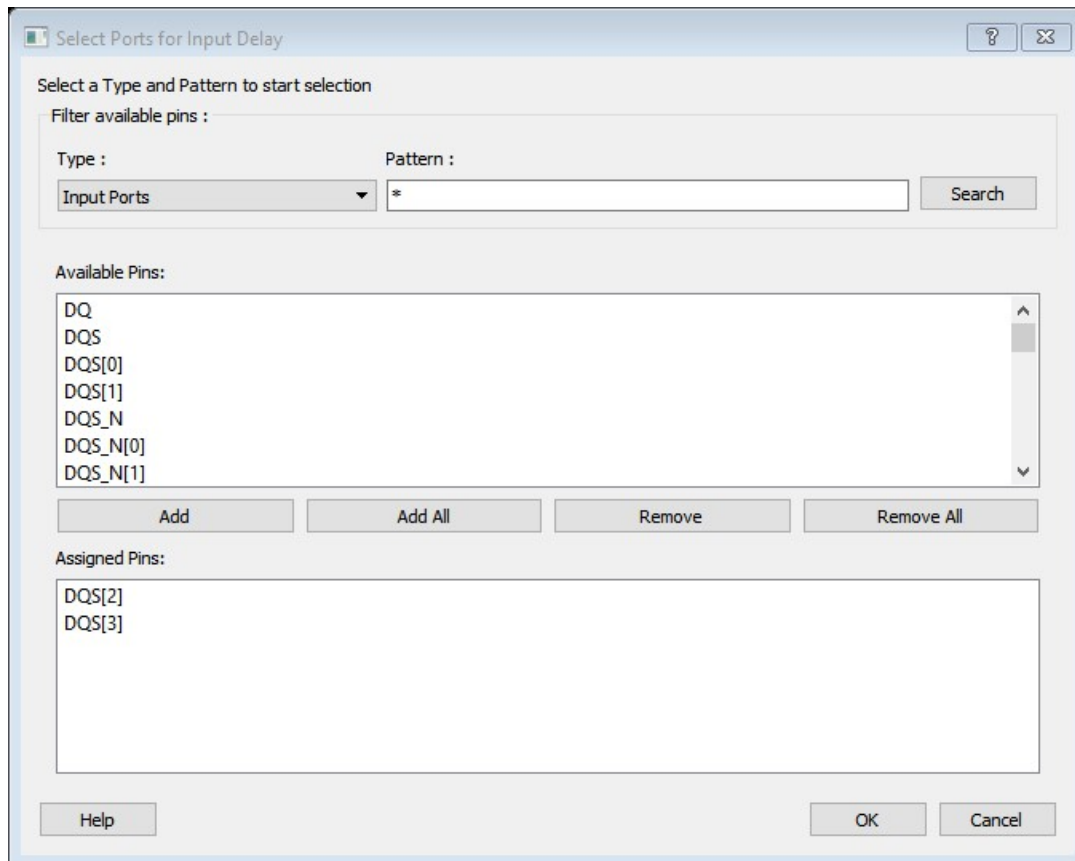 Select Ports for Input Delay
Select a Type and Pattern to start selection
Filter available pins :
Type : Pattern :
Input Ports * Search
Available Pins:
DQ
DQS
DQS[0]
DQS[1]
DQS_N
DQS_N[0]
DQS_N[1]
Add Add All Remove Remove All
Assigned Pins:
DQS[2]
DQS[3]
Help OK Cancel